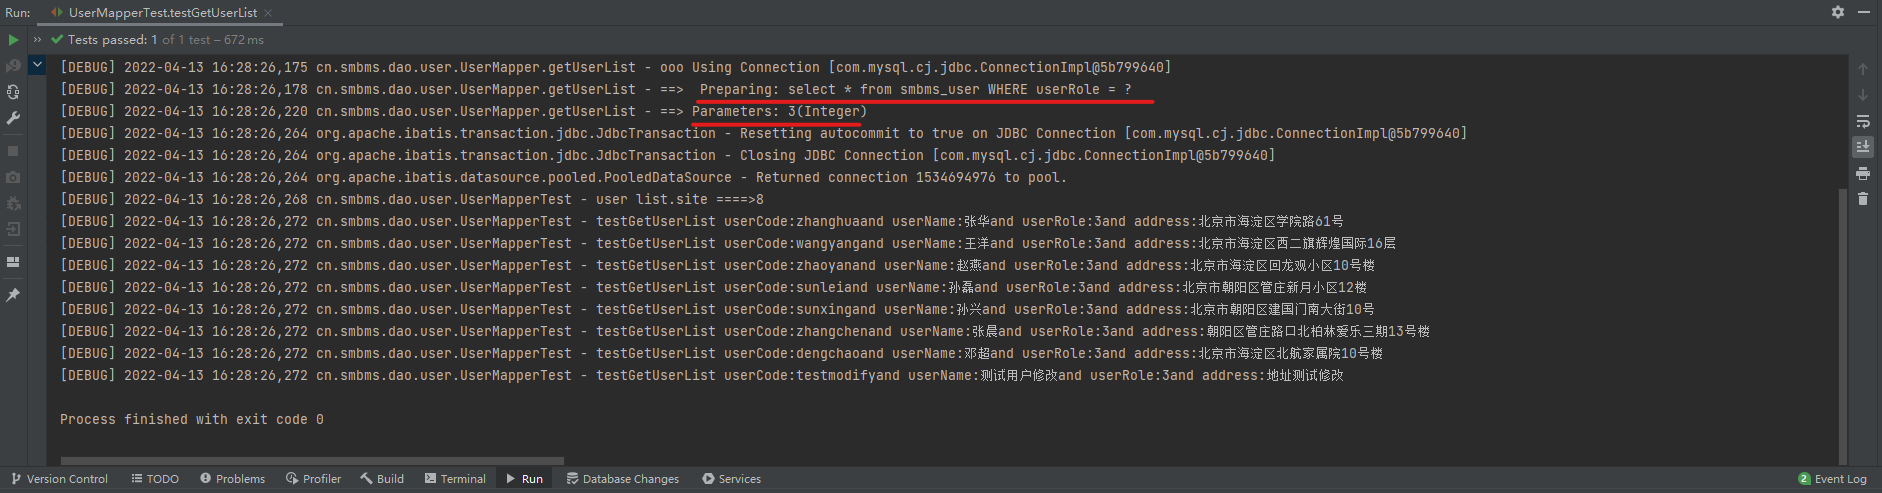 Run: UserMapperTest.testGetUserList
Tests passed: 1 of 1 test – 672 ms
[DEBUG] 2022-04-13 16:28:26,175 cn.smbms.dao.user.UserMapper.getUserList - ooo Using Connection [com.mysql.cj.jdbc.ConnectionImpl@5b799640]
[DEBUG] 2022-04-13 16:28:26,178 cn.smbms.dao.user.UserMapper.getUserList - ==>  Preparing: select * from smbms_user WHERE userRole = ?
[DEBUG] 2022-04-13 16:28:26,220 cn.smbms.dao.user.UserMapper.getUserList - ==> Parameters: 3(Integer)
[DEBUG] 2022-04-13 16:28:26,264 org.apache.ibatis.transaction.jdbc.JdbcTransaction - Resetting autocommit to true on JDBC Connection [com.mysql.cj.jdbc.ConnectionImpl@5b799640]
[DEBUG] 2022-04-13 16:28:26,264 org.apache.ibatis.transaction.jdbc.JdbcTransaction - Closing JDBC Connection [com.mysql.cj.jdbc.ConnectionImpl@5b799640]
[DEBUG] 2022-04-13 16:28:26,264 org.apache.ibatis.datasource.pooled.PooledDataSource - Returned connection 1534694976 to pool.
[DEBUG] 2022-04-13 16:28:26,268 cn.smbms.dao.user.UserMapperTest - user list.site ====>8
[DEBUG] 2022-04-13 16:28:26,272 cn.smbms.dao.user.UserMapperTest - testGetUserList userCode:zhanghuaand userName:张华and userRole:3and address:北京市海淀区学院路61号
[DEBUG] 2022-04-13 16:28:26,272 cn.smbms.dao.user.UserMapperTest - testGetUserList userCode:wangyangand userName:王洋and userRole:3and address:北京市海淀区西二旗辉煌国际16层
[DEBUG] 2022-04-13 16:28:26,272 cn.smbms.dao.user.UserMapperTest - testGetUserList userCode:zhaoyanand userName:赵燕and userRole:3and address:北京市海淀区回龙观小区10号楼
[DEBUG] 2022-04-13 16:28:26,272 cn.smbms.dao.user.UserMapperTest - testGetUserList userCode:sunleiand userName:孙磊and userRole:3and address:北京市朝阳区管庄新月小区12楼
[DEBUG] 2022-04-13 16:28:26,272 cn.smbms.dao.user.UserMapperTest - testGetUserList userCode:sunxingand userName:孙兴and userRole:3and address:北京市朝阳区建国门南大街10号
[DEBUG] 2022-04-13 16:28:26,272 cn.smbms.dao.user.UserMapperTest - testGetUserList userCode:zhangchenand userName:张晨and userRole:3and address:朝阳区管庄路口北柏林爱乐三期13号楼
[DEBUG] 2022-04-13 16:28:26,272 cn.smbms.dao.user.UserMapperTest - testGetUserList userCode:dengchaoand userName:邓超and userRole:3and address:北京市海淀区北航家属院10号楼
[DEBUG] 2022-04-13 16:28:26,272 cn.smbms.dao.user.UserMapperTest - testGetUserList userCode:testmodifyand userName:测试用户修改and userRole:3and address:地址测试修改
Process finished with exit code 0
Version Control TODO Problems Profiler Build Terminal Run Database Changes Services 2 Event Log